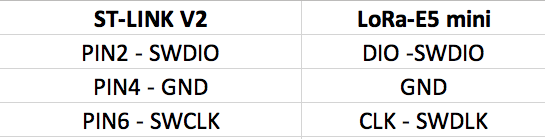 ST-LINK V2 LoRa-E5 mini
PIN2 - SWDIO DIO -SWDIO
PIN4 - GND GND
PIN6 - SWCLK CLK - SWDLK